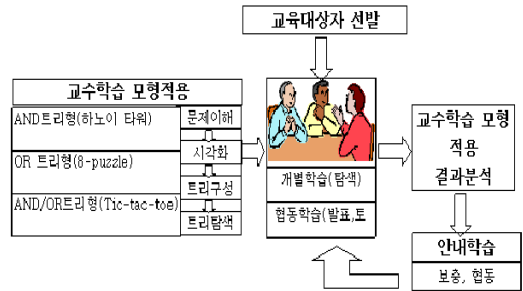 교육대상자 선발
교수학습 모형적용
AND트리형(하노이 타워)
문제이해
시각화
OR 트리형(8-puzzle)
트리구성
AND/OR트리형(Tic-tac-toe)
트리탐색
개별학습(탐색)
협동학습(발표,토
교수학습 모형
적용
결과분석
안내학습
보충, 협동